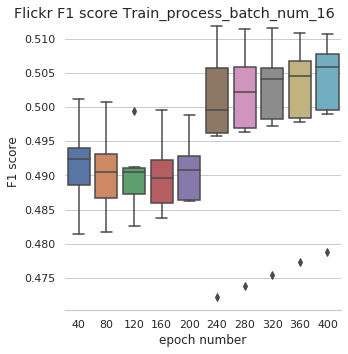 Flickr F1 score Train_process_batch_num_16
0.510
0.505
0.500
0.495
0.490
0.485
0.480
0.475
F1 score
40 80 120 160 200 240 280 320 360 400
epoch number